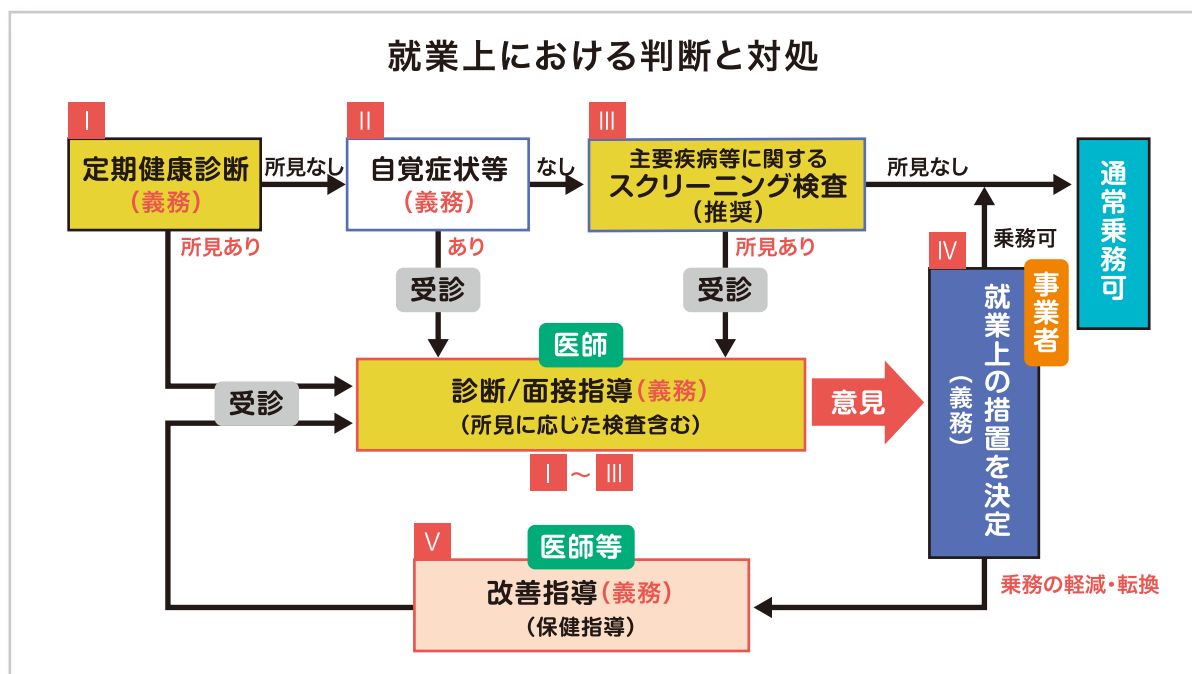 就業上における判断と対処
Ⅰ
定期健康診断
(義務)
所見なし
Ⅱ
自覚症状等
(義務)
なし
Ⅲ
主要疾病等に関する
スクリーニング検査
(推奨)
所見なし
通常乗務可
所見あり
あり
所見あり
乗務可
受診
受診
Ⅳ
事業者
就業上の措置を決定
(義務)
医師
診断/面接指導(義務)
(所見に応じた検査含む)
受診
意見
Ⅰ~Ⅲ
Ⅴ
医師等
改善指導(義務)
(保健指導)
乗務の軽減・転換